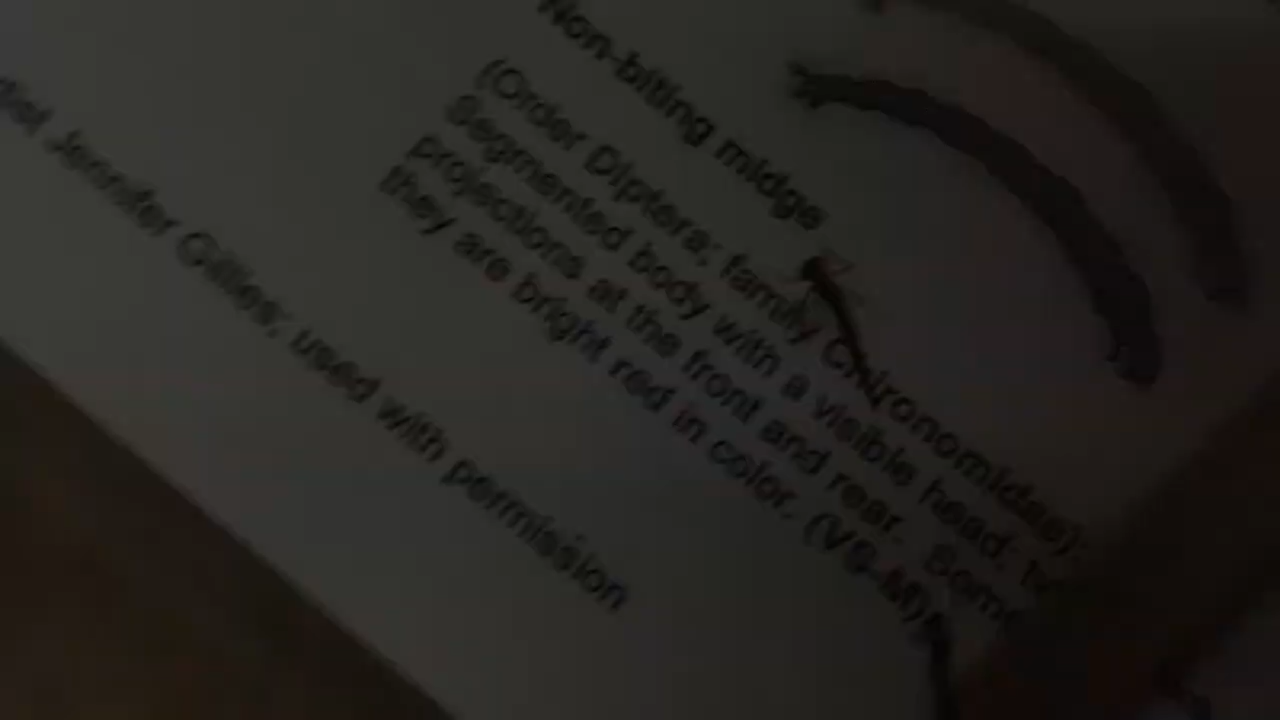 Non-biting midge
(Order Diptera; family Chironomidae):
Segmented body with a visible head;
projections at the front and rear. Some
they are bright red in color. (VS-M)
Jennifer Gillies; used with permission